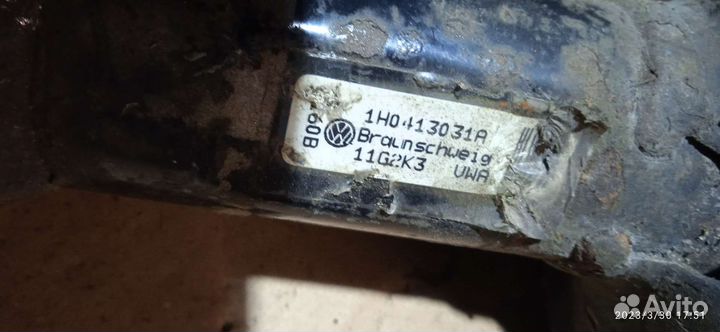 1H0413031A
Braunschweig
11G2K3 VWA
60B
2023/3/30 17:51
Avito